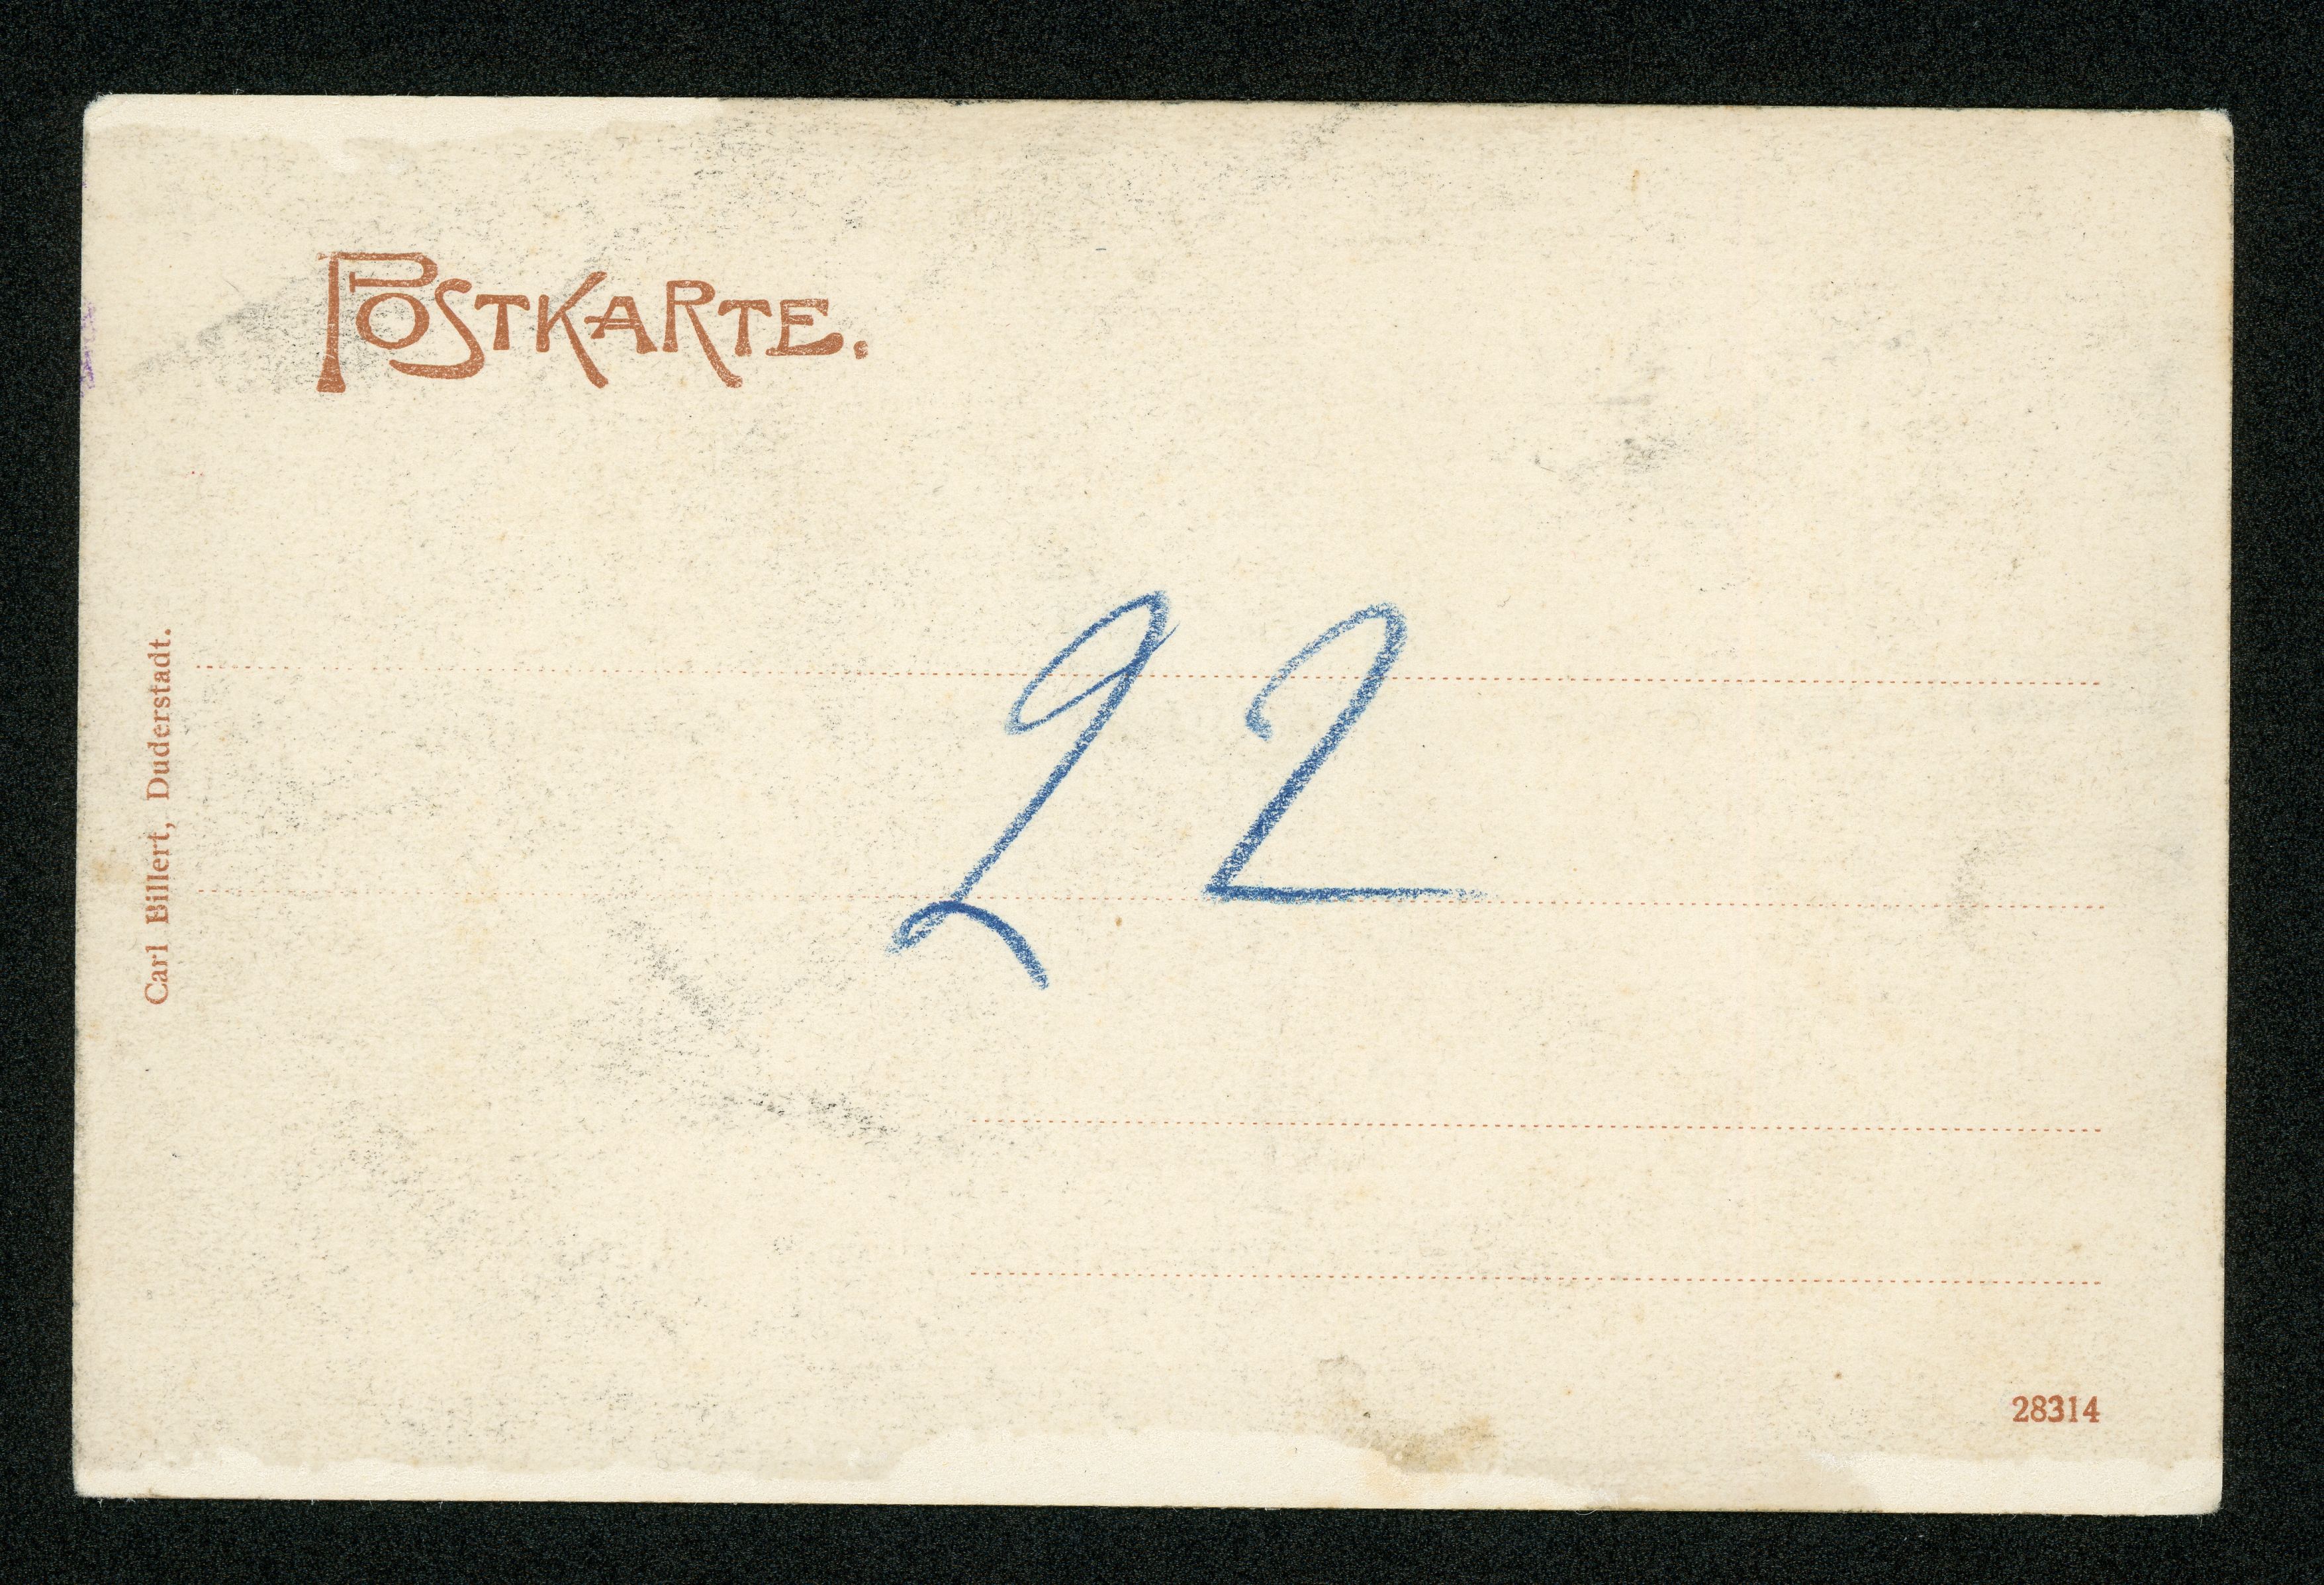 POSTKARTE.
Carl Billert, Duderstadt.
22
28314